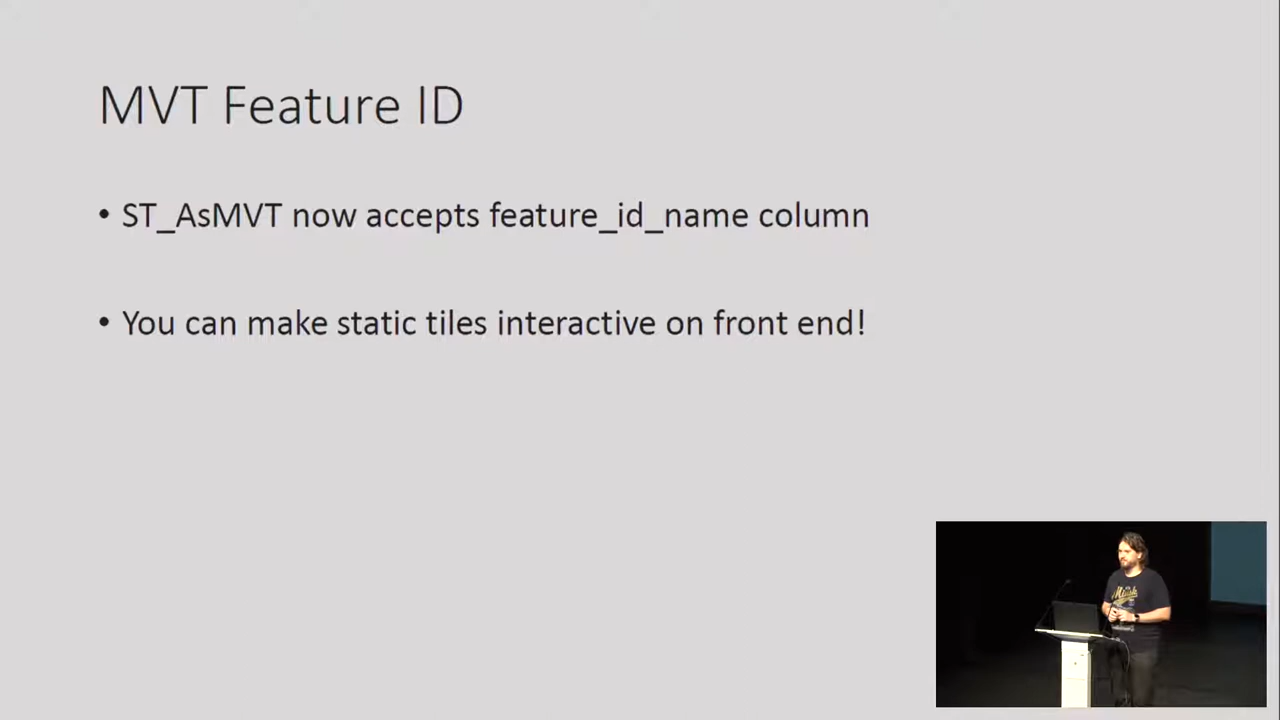 MVT Feature ID
• ST_AsMVT now accepts feature_id_name column
• You can make static tiles interactive on front end!